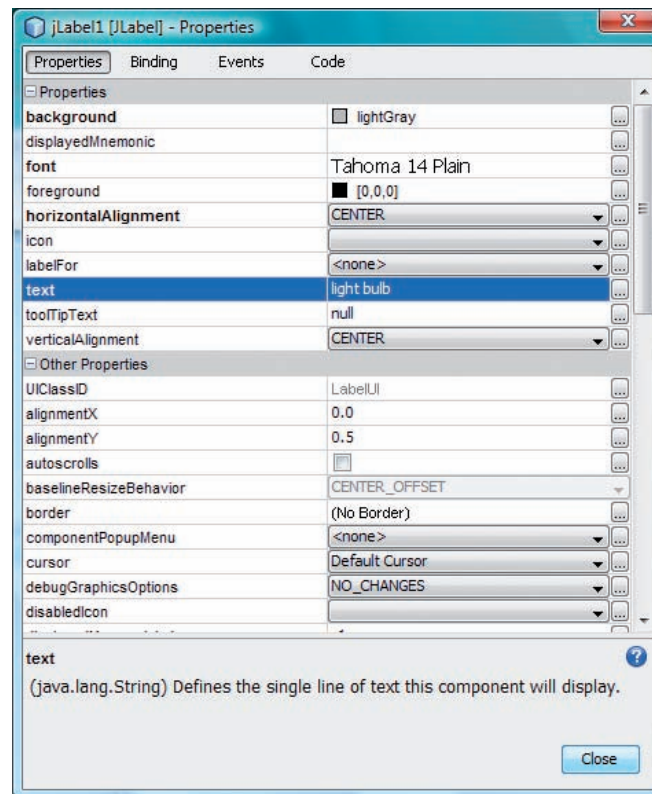 jLabel1 [JLabel] - Properties
Properties Binding Events Code
Properties
background lightGray ...
displayedMnemonic ...
font Tahoma 14 Plain ...
foreground [0,0,0] ...
horizontalAlignment CENTER ...
icon ...
labelFor <none> ...
text light bulb ...
toolTipText null ...
verticalAlignment CENTER ...
Other Properties
UIClassID LabelUI ...
alignmentX 0.0 ...
alignmentY 0.5 ...
autoscrolls ...
baselineResizeBehavior CENTER_OFFSET
border (No Border) ...
componentPopupMenu <none> ...
cursor Default Cursor ...
debugGraphicsOptions NO_CHANGES ...
disabledIcon ...
text ?
(java.lang.String) Defines the single line of text this component will display.
Close